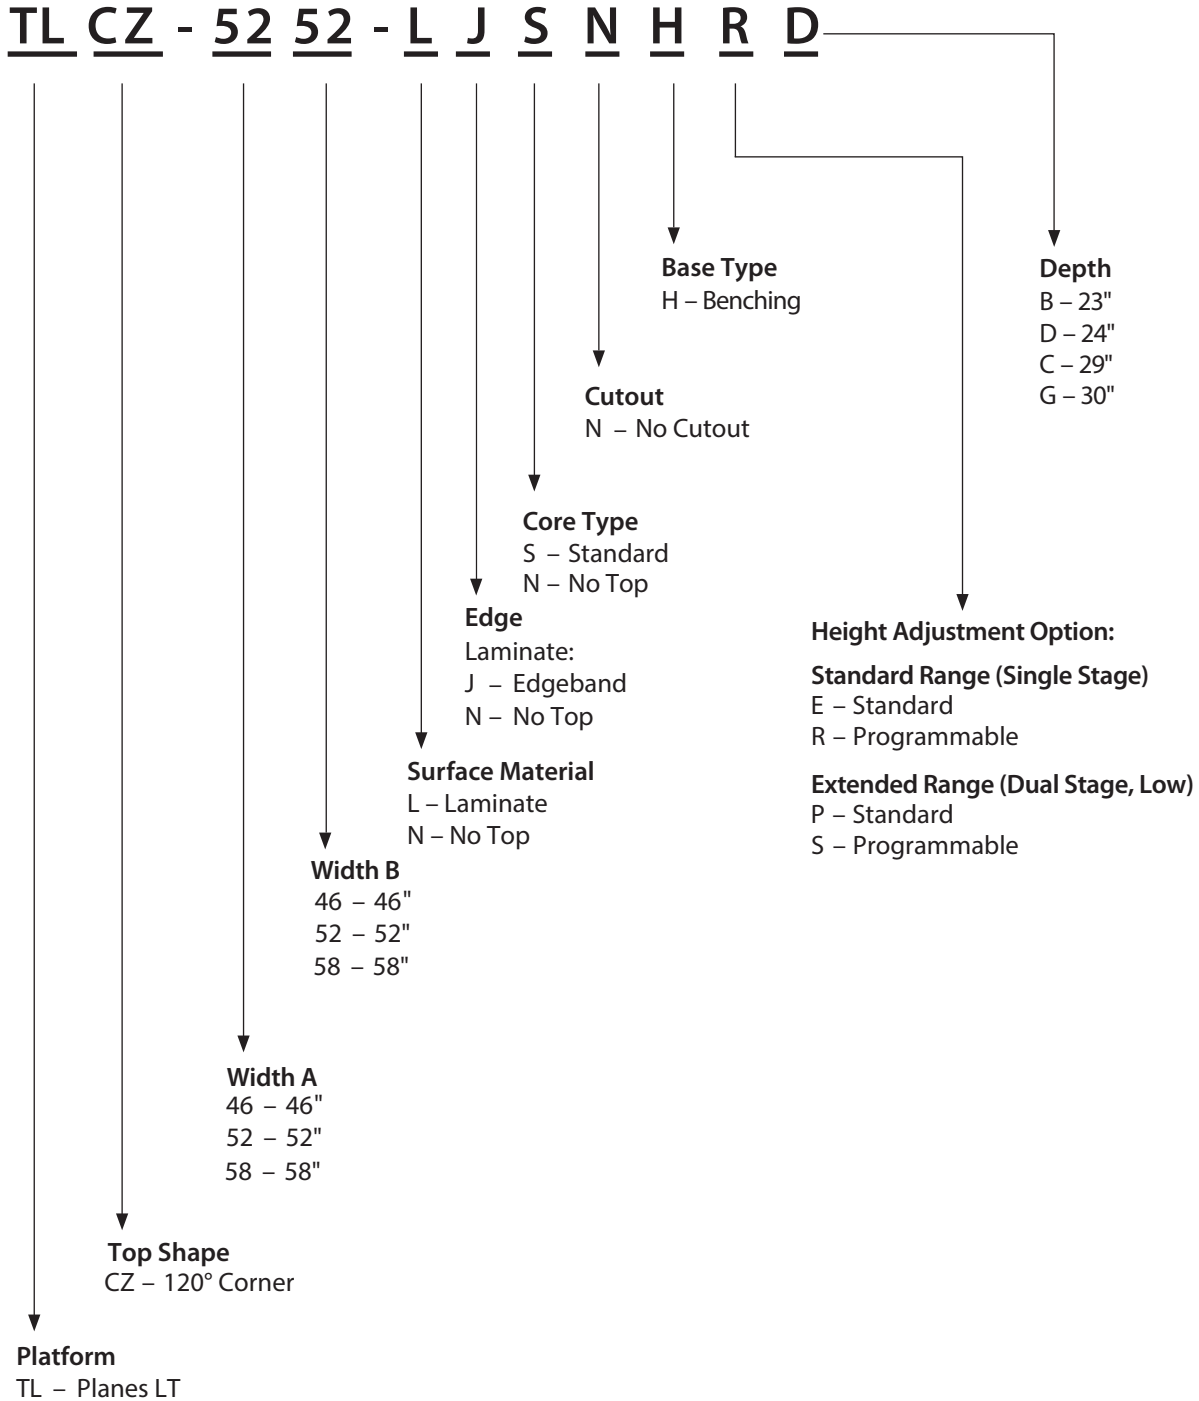 TL CZ - 52 52 - L J S N H R D
Base Type
H – Benching
Depth
B – 23"
D – 24"
C – 29"
G – 30"
Cutout
N – No Cutout
Core Type
S – Standard
N – No Top
Edge
Laminate:
J – Edgeband
N – No Top
Height Adjustment Option:
Standard Range (Single Stage)
E – Standard
R – Programmable
Extended Range (Dual Stage, Low)
P – Standard
S – Programmable
Surface Material
L – Laminate
N – No Top
Width B
46 – 46"
52 – 52"
58 – 58"
Width A
46 – 46"
52 – 52"
58 – 58"
Top Shape
CZ – 120° Corner
Platform
TL – Planes LT